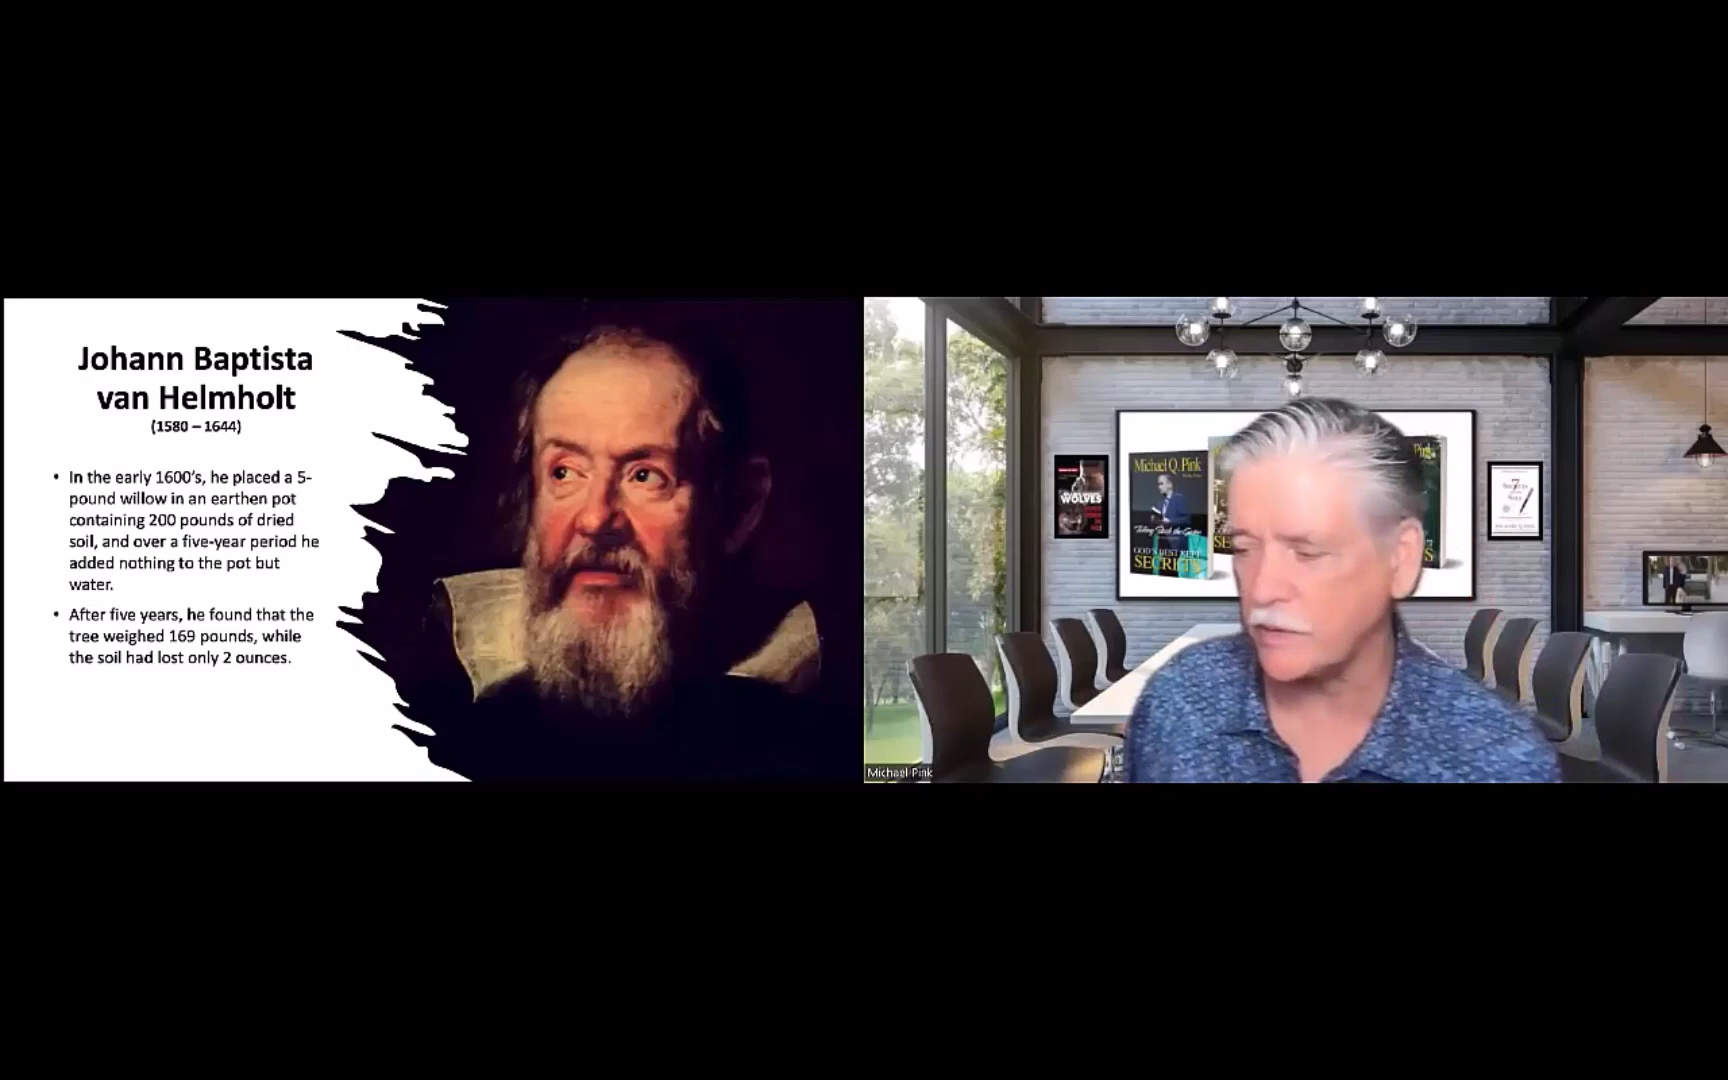 Johann Baptista
van Helmholt
(1580 – 1644)
• In the early 1600's, he placed a 5-
pound willow in an earthen pot
containing 200 pounds of dried
soil, and over a five-year period he
added nothing to the pot but
water.
• After five years, he found that the
tree weighed 169 pounds, while
the soil had lost only 2 ounces.
WOLVES
Michael Q. Pink
GOD'S BEST KEPT
SECRETS
Pink
7
Michael Pink